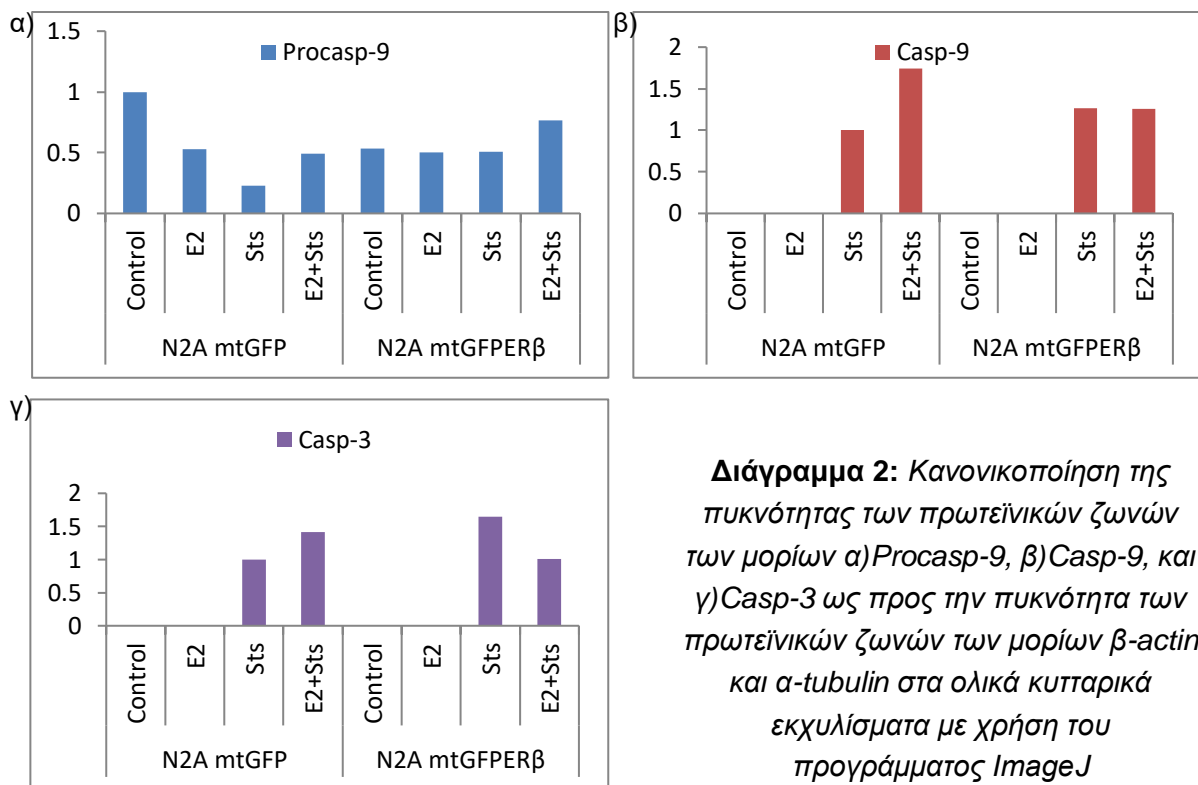 α)
Procasp-9
1.5
1
0.5
0
Control
E2
Sts
E2+Sts
Control
E2
Sts
E2+Sts
N2A mtGFP
N2A mtGFPERβ
β)
Casp-9
2
1.5
1
0.5
0
Control
E2
Sts
E2+Sts
Control
E2
Sts
E2+Sts
N2A mtGFP
N2A mtGFPERβ
γ)
Casp-3
2
1.5
1
0.5
0
Control
E2
Sts
E2+Sts
Control
E2
Sts
E2+Sts
N2A mtGFP
N2A mtGFPERβ
Διάγραμμα 2: Κανονικοποίηση της
πυκνότητας των πρωτεϊνικών ζωνών
των μορίων α)Procasp-9, β)Casp-9, και
γ)Casp-3 ως προς την πυκνότητα των
πρωτεϊνικών ζωνών των μορίων β-actin
και α-tubulin στα ολικά κυτταρικά
εκχυλίσματα με χρήση του
προγράμματος ImageJ